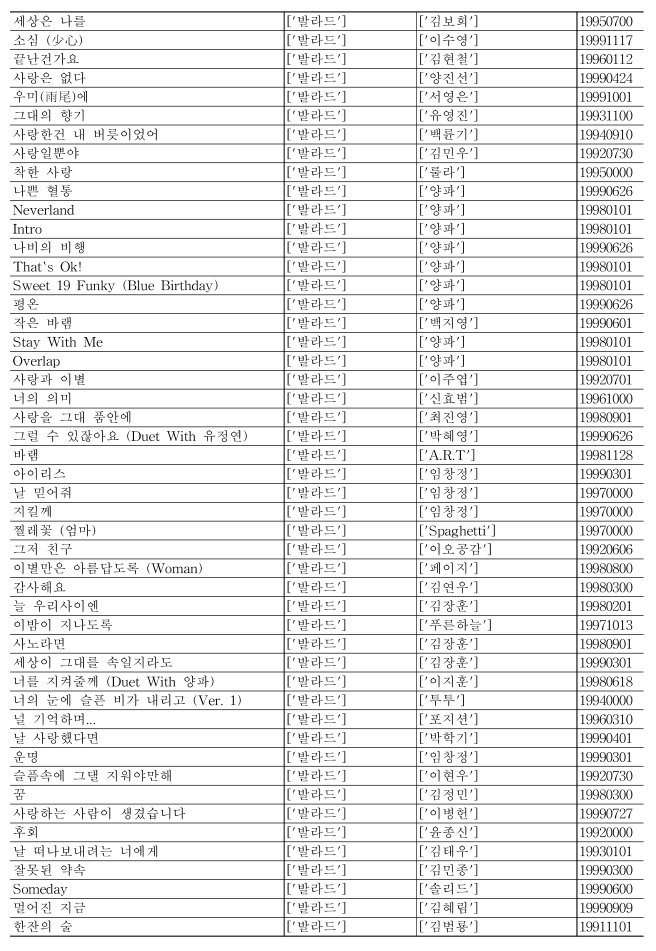 세상은 나를 ['발라드'] ['김보희'] 19950700
소심 (少心) ['발라드'] ['이수영'] 19991117
끝난건가요 ['발라드'] ['김현철'] 19960112
사랑은 없다 ['발라드'] ['양진선'] 19990424
우미(雨尾)에 ['발라드'] ['서영은'] 19991001
그대의 향기 ['발라드'] ['유영진'] 19931100
사랑한건 내 버릇이었어 ['발라드'] ['백륜기'] 19940910
사랑일뿐야 ['발라드'] ['김민우'] 19920730
착한 사랑 ['발라드'] ['룰라'] 19950000
나쁜 혈통 ['발라드'] ['양파'] 19990626
Neverland ['발라드'] ['양파'] 19980101
Intro ['발라드'] ['양파'] 19980101
나비의 비행 ['발라드'] ['양파'] 19990626
That's Ok! ['발라드'] ['양파'] 19980101
Sweet 19 Funky (Blue Birthday) ['발라드'] ['양파'] 19980101
평온 ['발라드'] ['양파'] 19990626
작은 바램 ['발라드'] ['백지영'] 19990601
Stay With Me ['발라드'] ['양파'] 19980101
Overlap ['발라드'] ['양파'] 19980101
사랑과 이별 ['발라드'] ['이주엽'] 19920701
너의 의미 ['발라드'] ['신효범'] 19961000
사랑을 그대 품안에 ['발라드'] ['최진영'] 19980901
그럴 수 있잖아요 (Duet With 유정연) ['발라드'] ['박혜영'] 19990626
바램 ['발라드'] ['A.R.T'] 19981128
아이리스 ['발라드'] ['임창정'] 19990301
날 믿어줘 ['발라드'] ['임창정'] 19970000
지킬께 ['발라드'] ['임창정'] 19970000
찔레꽃 (엄마) ['발라드'] ['Spaghetti'] 19970000
그저 친구 ['발라드'] ['이오공감'] 19920606
이별만은 아름답도록 (Woman) ['발라드'] ['페이지'] 19980800
감사해요 ['발라드'] ['김연우'] 19980300
늘 우리사이엔 ['발라드'] ['김장훈'] 19980201
이밤이 지나도록 ['발라드'] ['푸른하늘'] 19971013
사노라면 ['발라드'] ['김장훈'] 19980901
세상이 그대를 속일지라도 ['발라드'] ['김장훈'] 19990301
너를 지켜줄께 (Duet With 양파) ['발라드'] ['이지훈'] 19980618
너의 눈에 슬픈 비가 내리고 (Ver. 1) ['발라드'] ['투투'] 19940000
널 기억하며... ['발라드'] ['포지션'] 19960310
날 사랑했다면 ['발라드'] ['박학기'] 19990401
운명 ['발라드'] ['임창정'] 19990301
슬픔속에 그댈 지워야만해 ['발라드'] ['이현우'] 19920730
꿈 ['발라드'] ['김정민'] 19980300
사랑하는 사람이 생겼습니다 ['발라드'] ['이병헌'] 19990727
후회 ['발라드'] ['윤종신'] 19920000
날 떠나보내려는 너에게 ['발라드'] ['김태우'] 19930101
잘못된 약속 ['발라드'] ['김민종'] 19990300
Someday ['발라드'] ['솔리드'] 19990600
멀어진 지금 ['발라드'] ['김혜림'] 19990909
한잔의 술 ['발라드'] ['김범룡'] 19911101